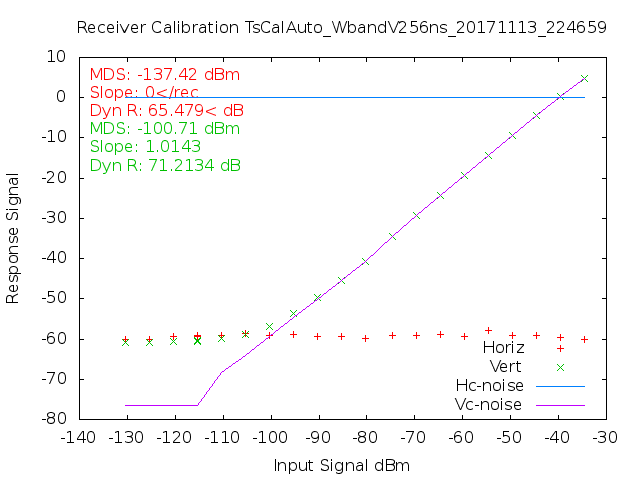 Receiver Calibration TsCalAuto_WbandV256ns_20171113_224659
MDS: -137.42 dBm
Slope: 0</rec
Dyn R: 65.479< dB
MDS: -100.71 dBm
Slope: 1.0143
Dyn R: 71.2134 dB
10
0
-10
-20
-30
-40
-50
-60
-70
-80
Response Signal
Horiz
Vert
Hc-noise
Vc-noise
-140 -130 -120 -110 -100 -90 -80 -70 -60 -50 -40 -30
Input Signal dBm